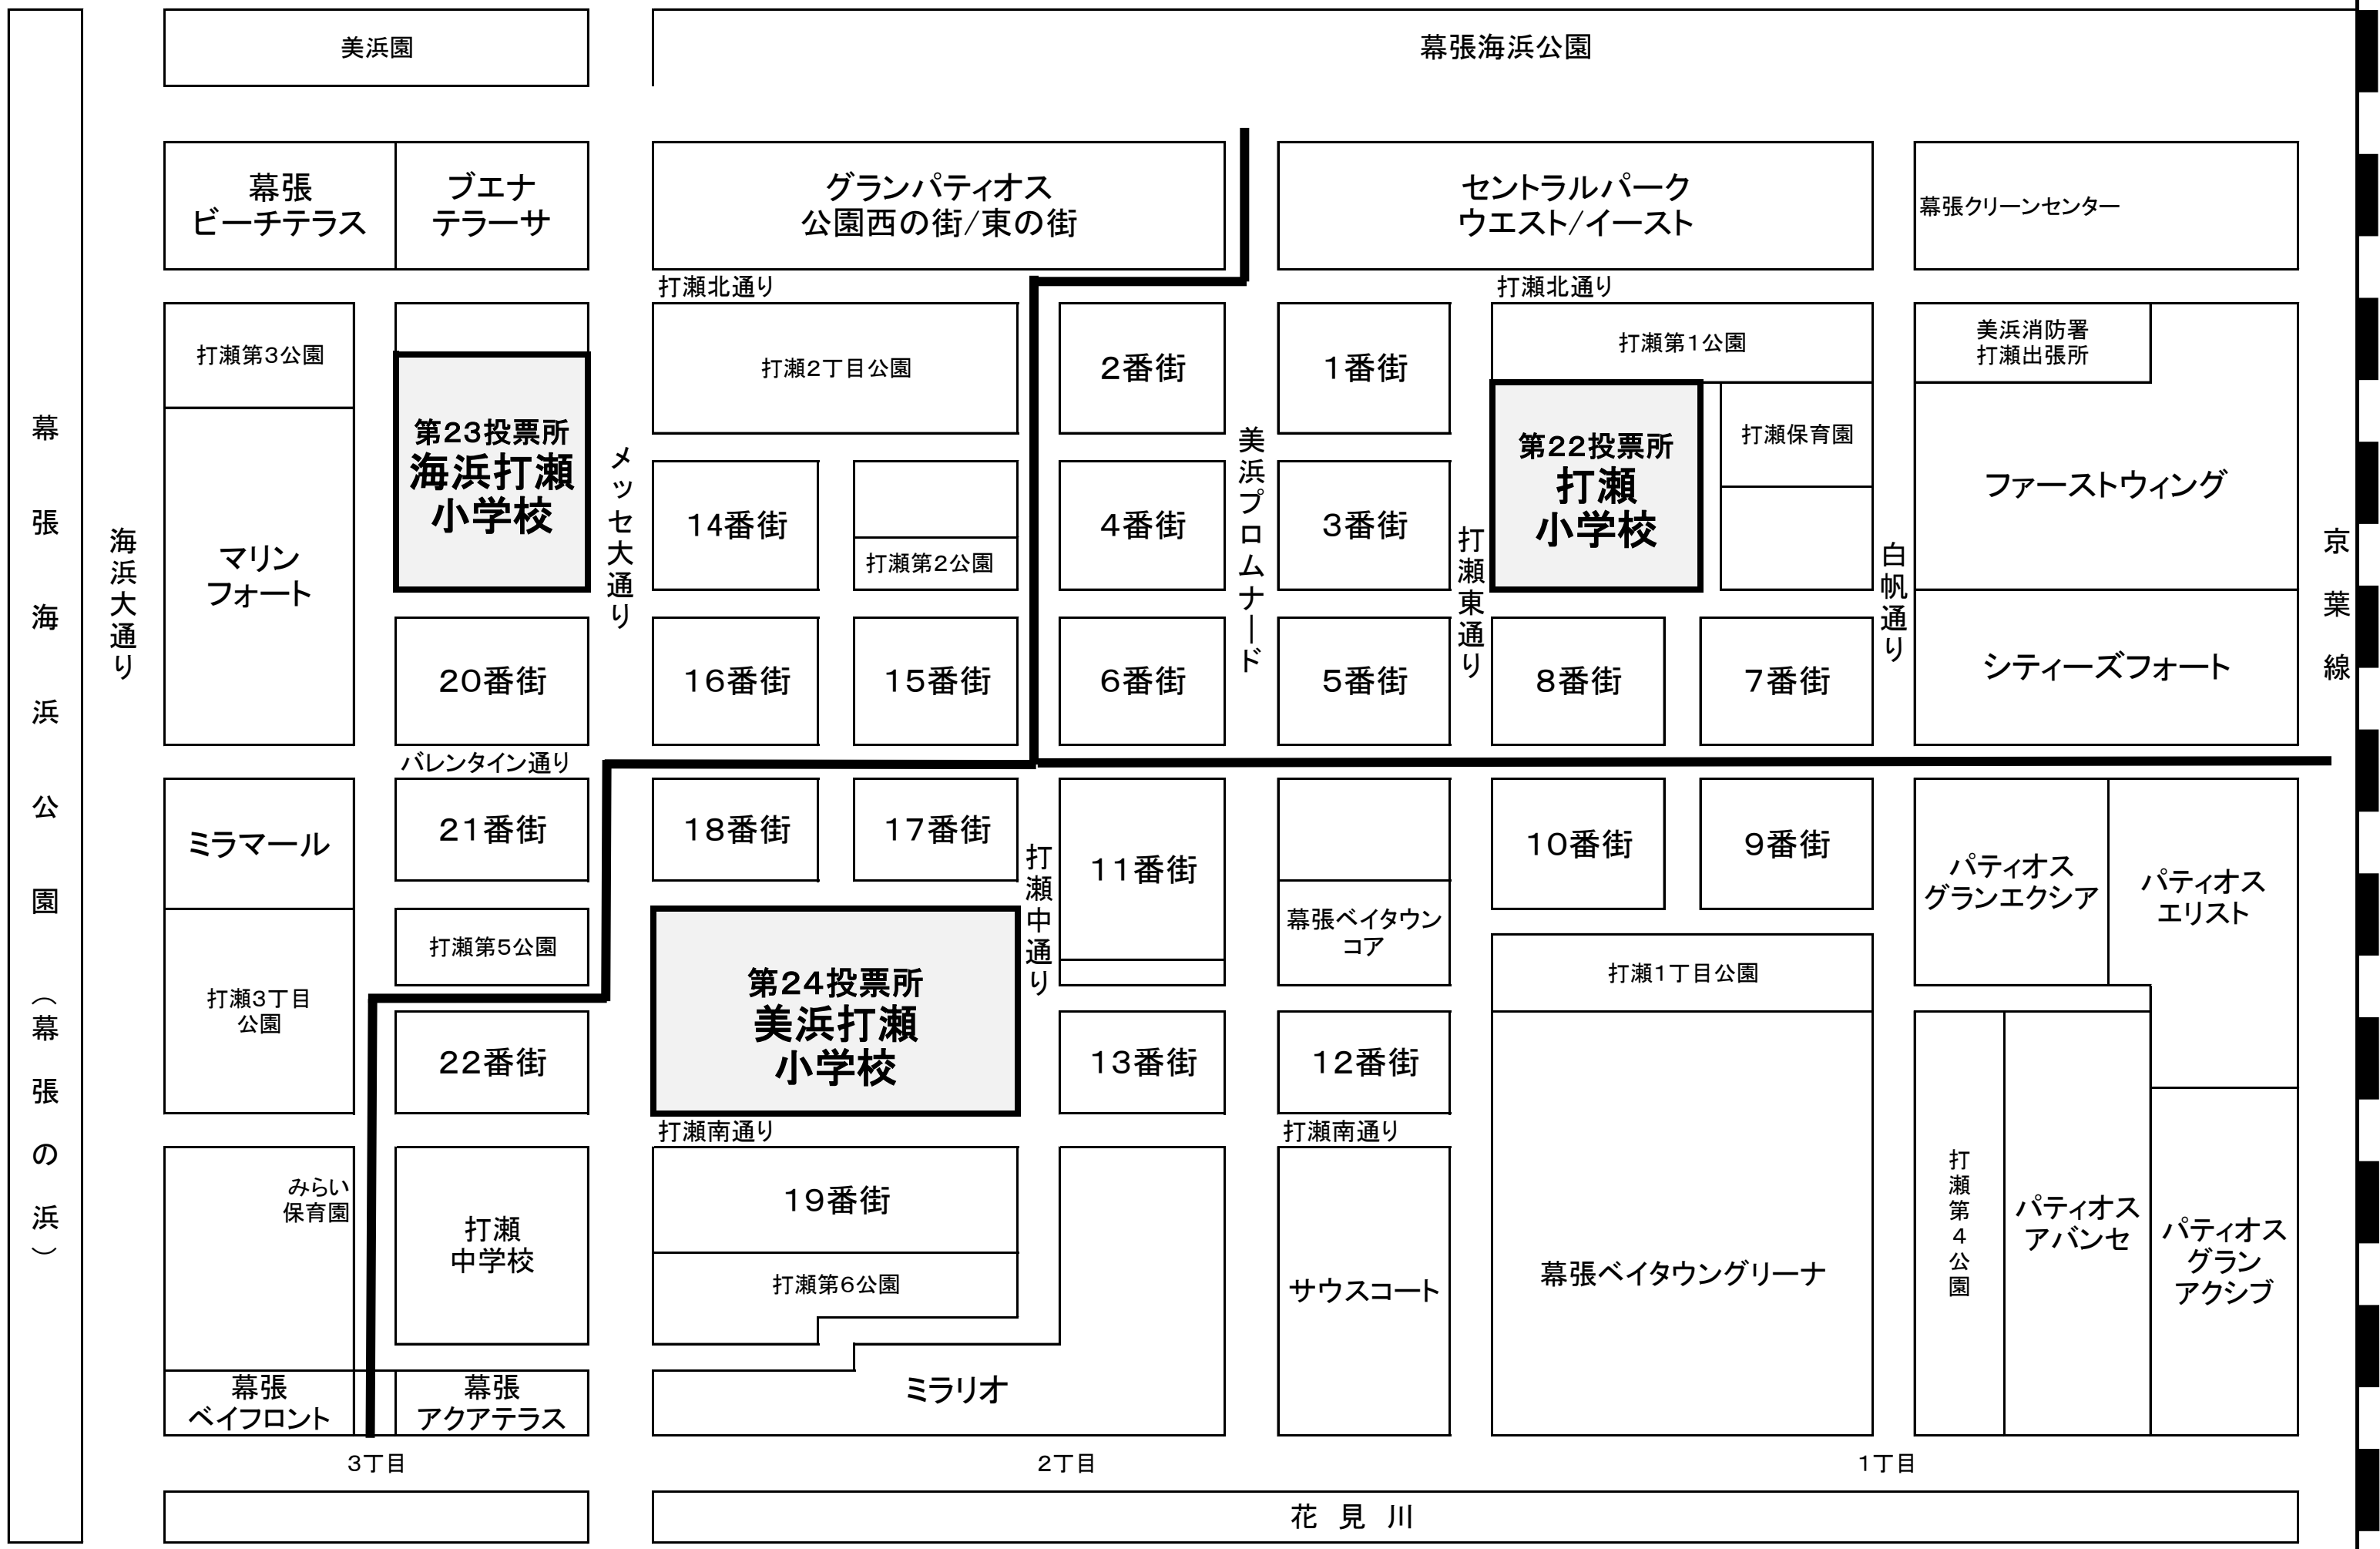 美浜園
幕張海浜公園
幕張
ビーチテラス
ブエナ
テラーサ
グランパティオス
公園西の街/東の街
セントラルパーク
ウエスト/イースト
幕張クリーンセンター
打瀬北通り
打瀬北通り
打瀬第3公園
打瀬2丁目公園
2番街
1番街
打瀬第1公園
美浜消防署
打瀬出張所
第23投票所
海浜打瀬
小学校
第22投票所
打瀬
小学校
打瀬保育園
ファーストウィング
マリン
フォート
14番街
打瀬第2公園
4番街
3番街
幕張海浜公園(幕張の浜)
海浜大通り
メッセ大通り
美浜プロムナード
打瀬東通り
白帆通り
京葉線
20番街
16番街
15番街
6番街
5番街
8番街
7番街
シティーズフォート
バレンタイン通り
ミラマール
21番街
18番街
17番街
11番街
10番街
9番街
パティオス
グランエクシア
パティオス
エリスト
打瀬中通り
幕張ベイタウン
コア
打瀬第5公園
打瀬3丁目
公園
第24投票所
美浜打瀬
小学校
打瀬1丁目公園
22番街
13番街
12番街
打瀬南通り
打瀬南通り
みらい
保育園
打瀬
中学校
19番街
打瀬第6公園
サウスコート
幕張ベイタウングリーナ
打瀬第4公園
パティオス
アバンセ
パティオス
グラン
アクシブ
幕張
ベイフロント
幕張
アクアテラス
ミラリオ
3丁目
2丁目
1丁目
花見川